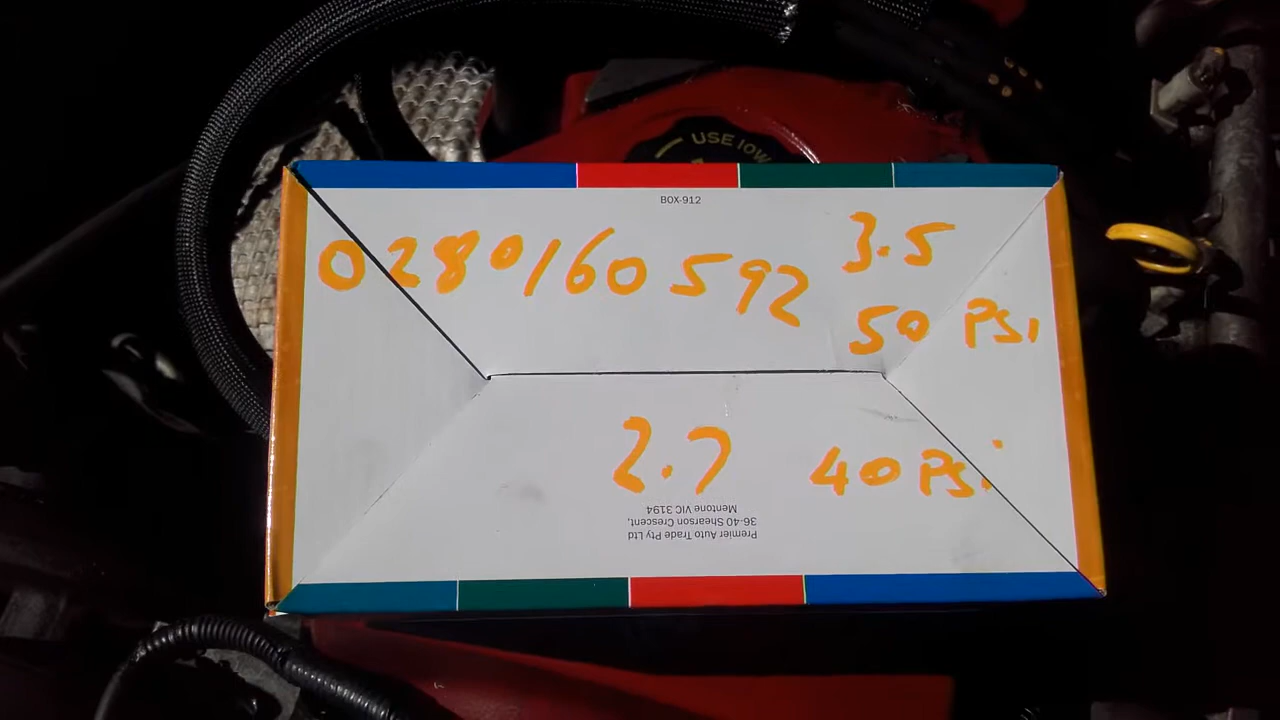 USE low
BOX-912
0280160592 3.5
50 Psi
2.7 40 Psi
Premier Auto Trade Pty Ltd
36-40 Shearson Crescent,
Mentone VIC 3194